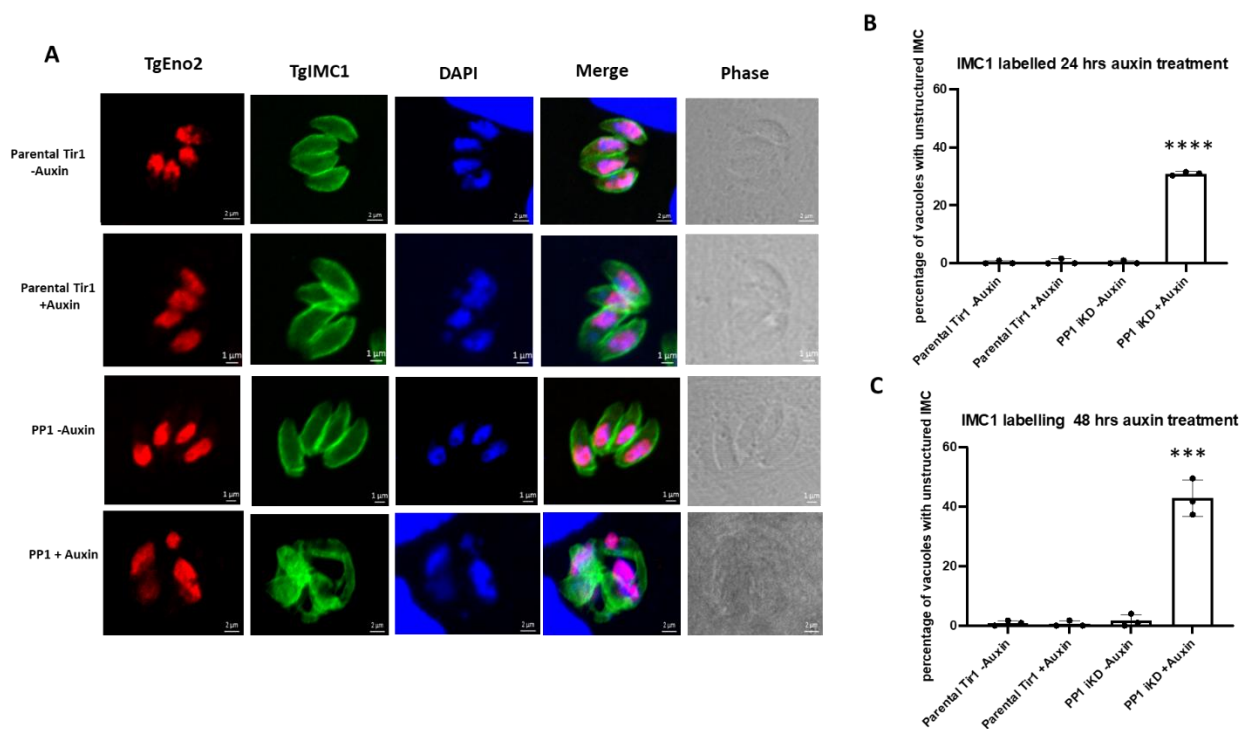 A
TgEno2
TgIMC1
DAPI
Merge
Phase
Parental Tir1
-Auxin
2 µm
2 µm
2 µm
2 µm
2 µm
Parental Tir1
+Auxin
1 µm
1 µm
1 µm
1 µm
1 µm
PP1 -Auxin
1 µm
1 µm
1 µm
1 µm
1 µm
PP1 + Auxin
2 µm
2 µm
2 µm
2 µm
2 µm
B
IMC1 labelled 24 hrs auxin treatment
percentage of vacuoles with unstructured IMC
60
40
20
0
****
Parental Tir1 -Auxin
Parental Tir1 +Auxin
PP1 iKD -Auxin
PP1 iKD +Auxin
C
IMC1 labelling 48 hrs auxin treatment
percentage of vacuoles with unstructured IMC
60
40
20
0
***
Parental Tir1 -Auxin
Parental Tir1 +Auxin
PP1 iKD -Auxin
PP1 iKD +Auxin